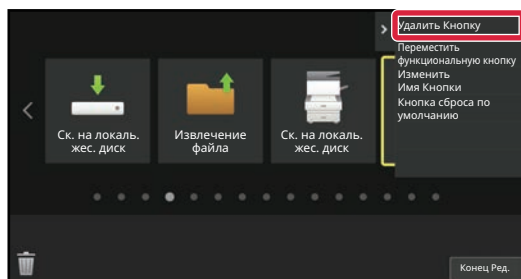 Удалить Кнопку
Переместить
функциональную кнопку
Изменить
Имя Кнопки
Кнопка сброса по
умолчанию
Ск. на локаль.
жес. диск
Извлечение
файла
Ск. на локаль.
жес. диск
Конец Ред.